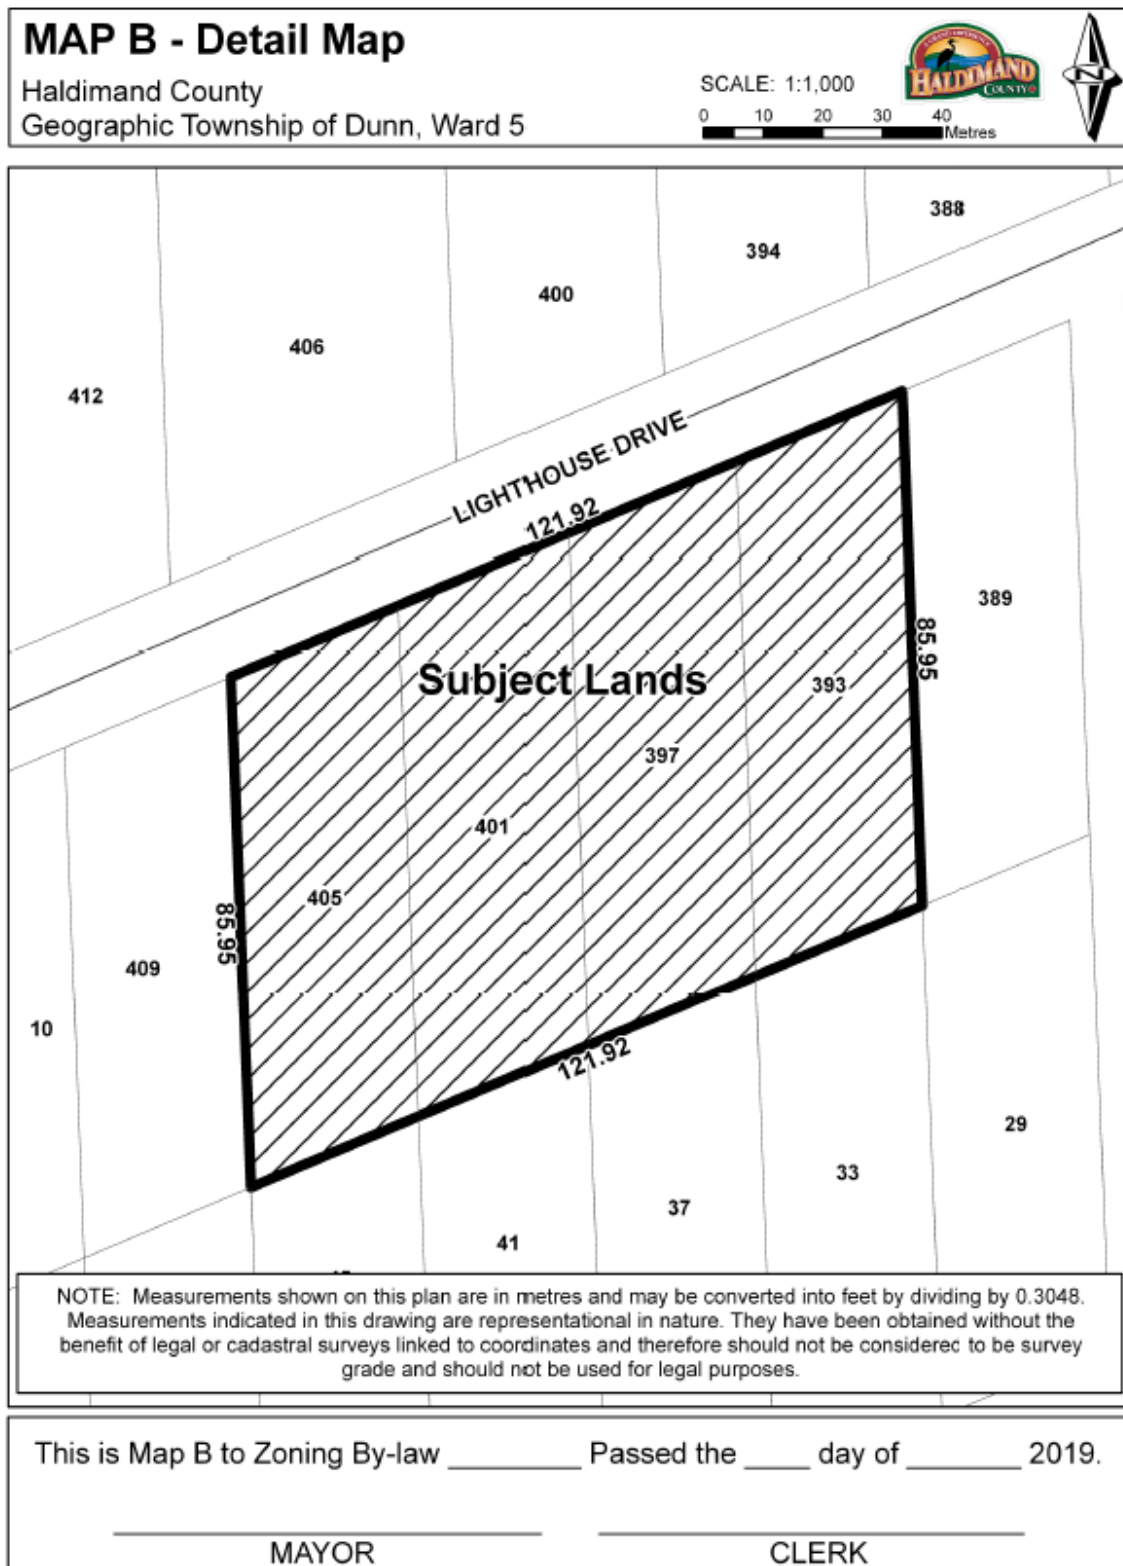 MAP B - Detail Map
Haldimand County
Geographic Township of Dunn, Ward 5
SCALE: 1:1,000
0 10 20 30 40
Metres
HALDIMAND
COUNTY
N
388
394
400
406
412
LIGHTHOUSE DRIVE
121.92
389
85.95
Subject Lands
393
397
401
405
85.95
409
10
121.92
29
33
37
41
NOTE: Measurements shown on this plan are in metres and may be converted into feet by dividing by 0.3048.
Measurements indicated in this drawing are representational in nature. They have been obtained without the
benefit of legal or cadastral surveys linked to coordinates and therefore should not be considered to be survey
grade and should not be used for legal purposes.
This is Map B to Zoning By-law ________ Passed the ____ day of _______ 2019.
MAYOR CLERK